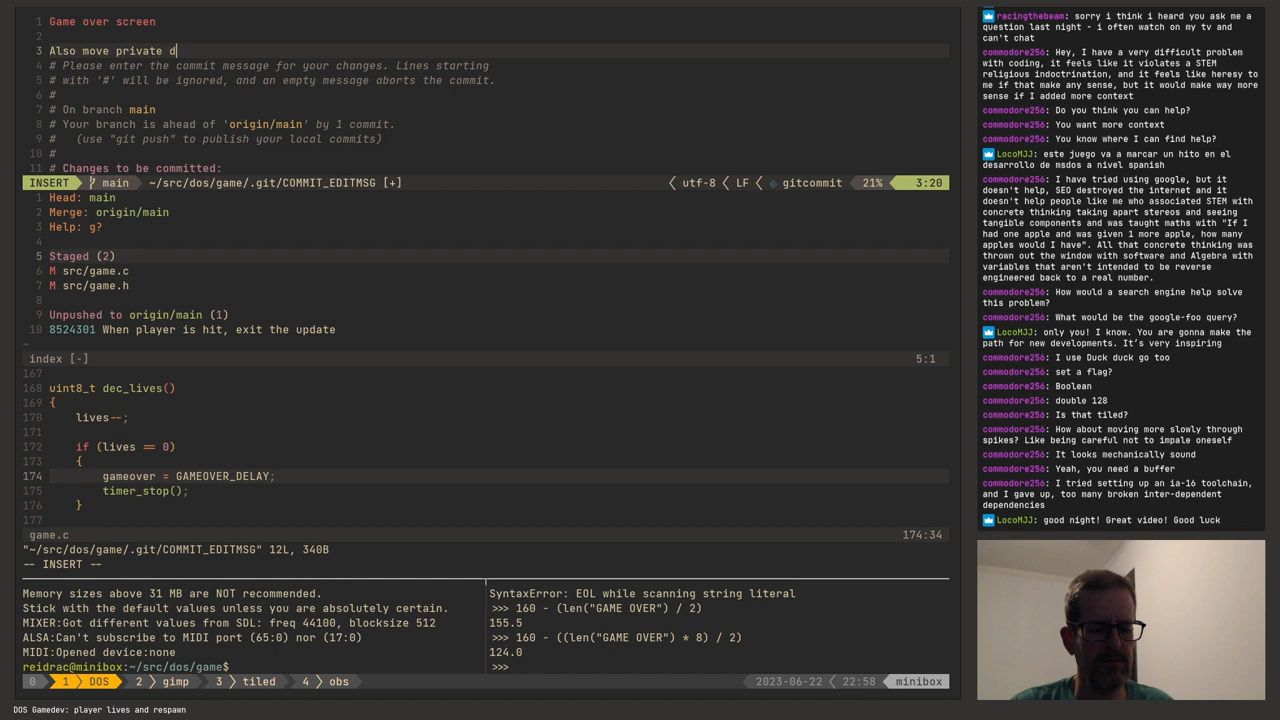 1 Game over screen
2
3 Also move private d
4 # Please enter the commit message for your changes. Lines starting
5 # with '#' will be ignored, and an empty message aborts the commit.
6 #
7 # On branch main
8 # Your branch is ahead of 'origin/main' by 1 commit.
9 #   (use "git push" to publish your local commits)
10 #
11 # Changes to be committed:
INSERT main ~/src/dos/game/.git/COMMIT_EDITMSG [+] utf-8 LF gitcommit 21% 3:20
1 Head: main
2 Merge: origin/main
3 Help: g?
4
5 Staged (2)
6 M src/game.c
7 M src/game.h
8
9 Unpushed to origin/main (1)
10 8524301 When player is hit, exit the update
~
index [-] 5:1
167
168 uint8_t dec_lives()
169 {
170     lives--;
171
172     if (lives == 0)
173     {
174         gameover = GAMEOVER_DELAY;
175         timer_stop();
176     }
177
game.c 174:34
"~/src/dos/game/.git/COMMIT_EDITMSG" 12L, 340B
-- INSERT --
Memory sizes above 31 MB are NOT recommended.
Stick with the default values unless you are absolutely certain.
MIXER:Got different values from SDL: freq 44100, blocksize 512
ALSA:Can't subscribe to MIDI port (65:0) nor (17:0)
MIDI:Opened device:none
reidrac@minibox:~/src/dos/game$
SyntaxError: EOL while scanning string literal
>>> 160 - (len("GAME OVER") / 2)
155.5
>>> 160 - ((len("GAME OVER") * 8) / 2)
124.0
>>>
0 1 DOS 2 gimp 3 tiled 4 obs 2023-06-22 22:58 minibox
DOS Gamedev: player lives and respawn
racingthebeam: sorry i think i heard you ask me a
question last night - i often watch on my tv and
can't chat
commodore256: Hey, I have a very difficult problem
with coding, it feels like it violates a STEM
religious indoctrination, and it feels like heresy to
me if that make any sense, but it would make way more
sense if I added more context
commodore256: Do you think you can help?
commodore256: You want more context
commodore256: You know where I can find help?
LocoMJJ: este juego va a marcar un hito en el
desarrollo de msdos a nivel spanish
commodore256: I have tried using google, but it
doesn't help, SEO destroyed the internet and it
doesn't help people like me who associated STEM with
concrete thinking taking apart stereos and seeing
tangible components and was taught maths with "If I
had one apple and was given 1 more apple, how many
apples would I have". All that concrete thinking was
thrown out the window with software and Algebra with
variables that aren't intended to be reverse
engineered back to a real number.
commodore256: How would a search engine help solve
this problem?
commodore256: What would be the google-foo query?
LocoMJJ: only you! I know. You are gonna make the
path for new developments. It's very inspiring
commodore256: I use Duck duck go too
commodore256: set a flag?
commodore256: Boolean
commodore256: double 128
commodore256: Is that tiled?
commodore256: How about moving more slowly through
spikes? Like being careful not to impale oneself
commodore256: It looks mechanically sound
commodore256: Yeah, you need a buffer
commodore256: I tried setting up an ia-16 toolchain,
and I gave up, too many broken inter-dependent
dependencies
LocoMJJ: good night! Great video! Good luck